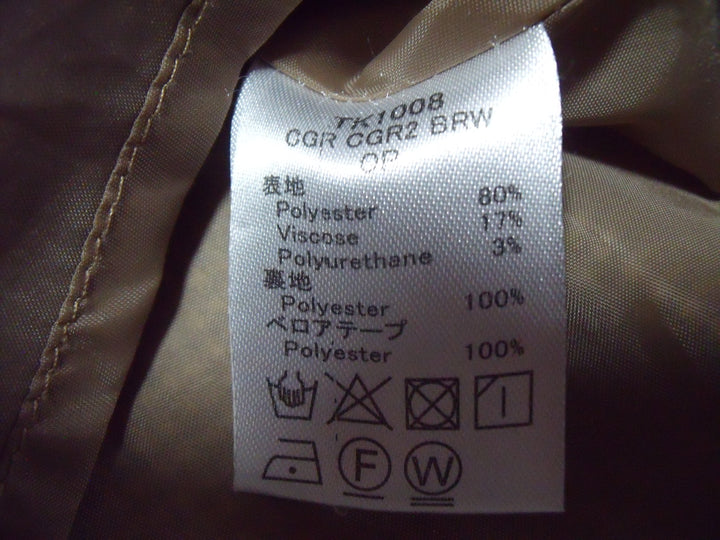 TK1008
CGR CGR2 BRW
OP
表地
Polyester 80%
Viscose 17%
Polyurethane 3%
裏地
Polyester 100%
ベロアテープ
Polyester 100%
F W